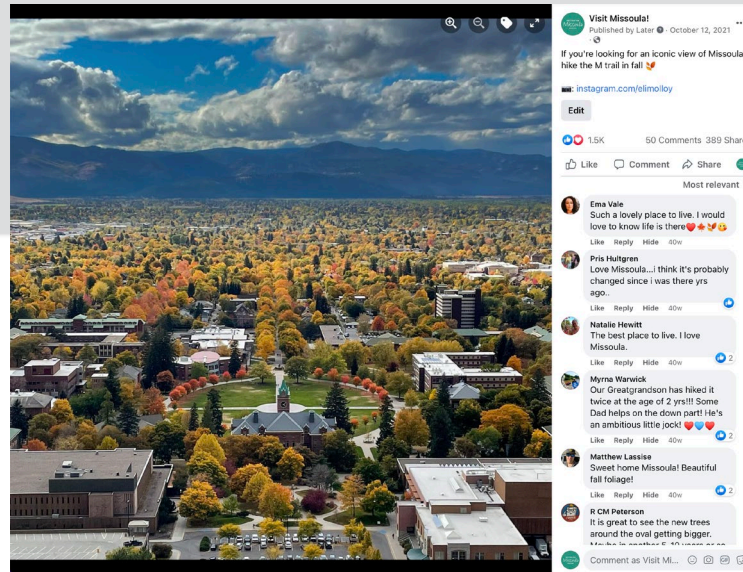 Visit Missoula!
Published by Later · October 12, 2021
If you're looking for an iconic view of Missoula
hike the M trail in fall
instagram.com/elimolloy
Edit
1.5K 50 Comments 389 Share
Like Comment Share
Most relevant
Ema Vale
Such a lovely place to live. I would
love to know life is there
Like Reply Hide 40w
Pris Hultgren
Love Missoula...i think it's probably
changed since i was there yrs
ago..
Like Reply Hide 40w
Natalie Hewitt
The best place to live. I love
Missoula.
Like Reply Hide 40w 2
Myrna Warwick
Our Greatgrandson has hiked it
twice at the age of 2 yrs!!! Some
Dad helps on the down part! He's
an ambitious little jock!
Like Reply Hide 40w 2
Matthew Lassise
Sweet home Missoula! Beautiful
fall foliage!
Like Reply Hide 40w 2
R CM Peterson
It is great to see the new trees
around the oval getting bigger.
Comment as Visit Mi...